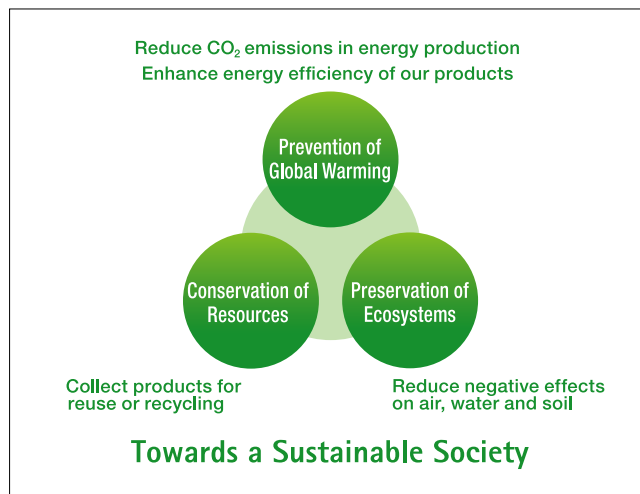 Reduce CO₂ emissions in energy production
Enhance energy efficiency of our products
Prevention of
Global Warming
Conservation of
Resources
Preservation of
Ecosystems
Collect products for
reuse or recycling
Reduce negative effects
on air, water and soil
Towards a Sustainable Society